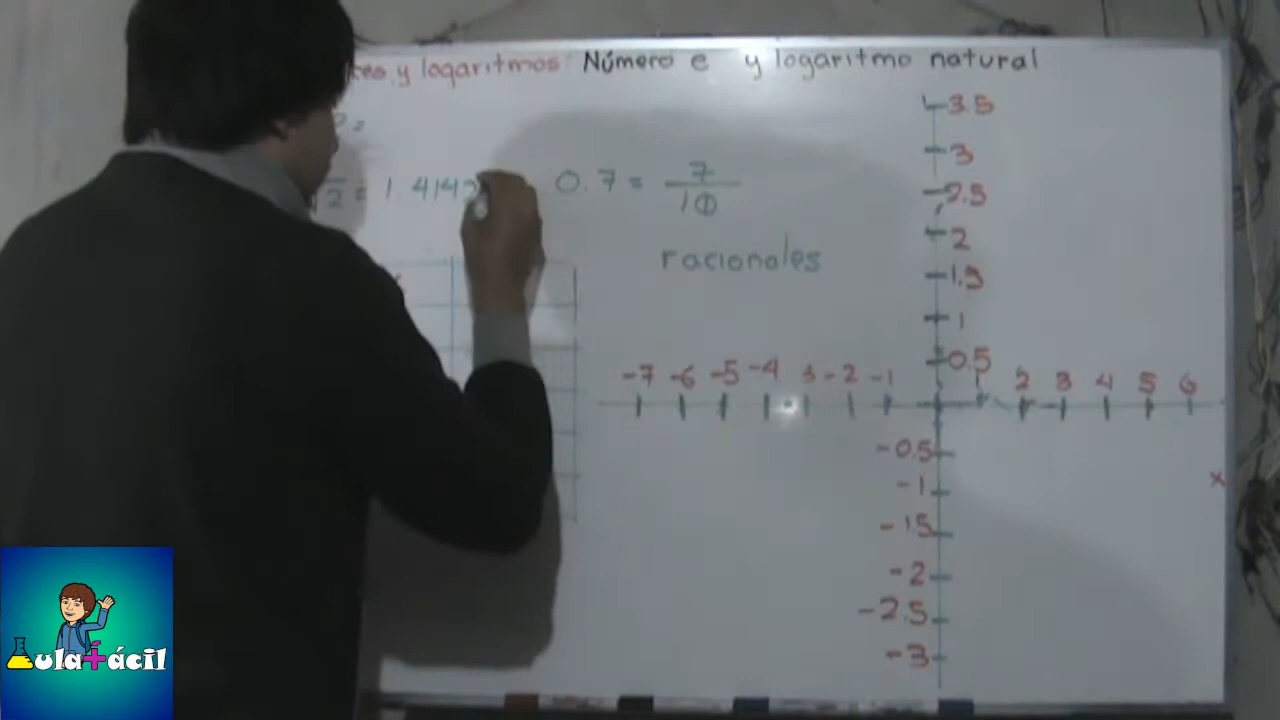 y logaritmos: Número e y logaritmo natural
√2 = 1.4142 0.7 = 7/10
racionales
3.5
3
2.5
2
1.5
1
0.5
-7 -6 -5 -4 3 -2 -1 1 2 3 4 5 6
-0.5
-1
x
-1.5
-2
-2.5
-3
Aula+ácil